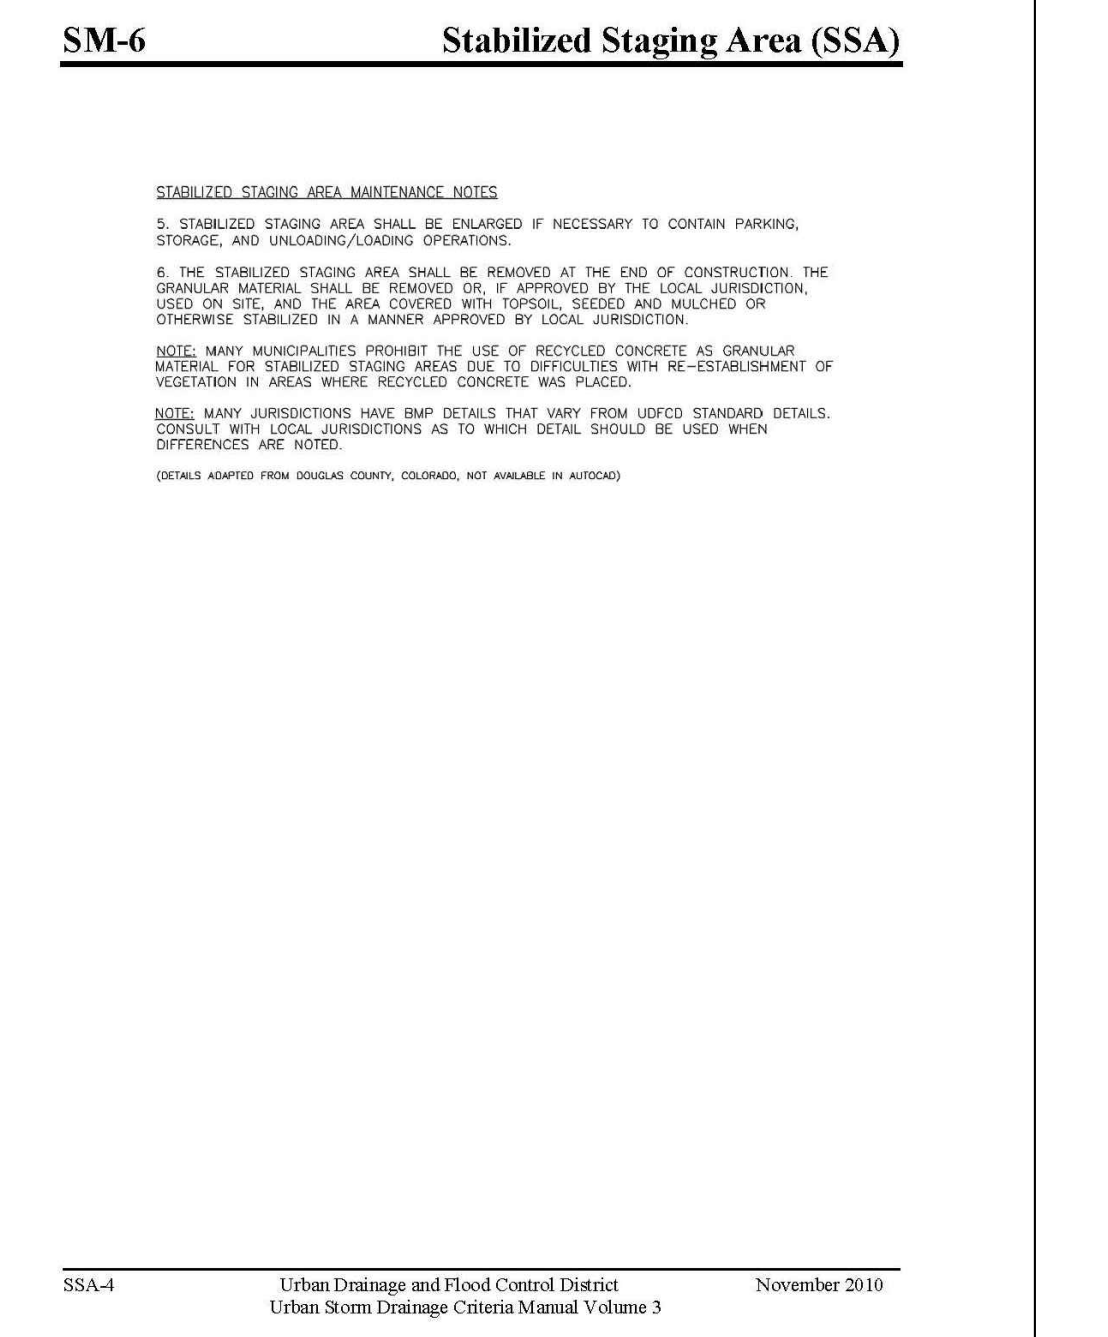 SM-6 Stabilized Staging Area (SSA)
STABILIZED STAGING AREA MAINTENANCE NOTES
5. STABILIZED STAGING AREA SHALL BE ENLARGED IF NECESSARY TO CONTAIN PARKING,
STORAGE, AND UNLOADING/LOADING OPERATIONS.
6. THE STABILIZED STAGING AREA SHALL BE REMOVED AT THE END OF CONSTRUCTION. THE
GRANULAR MATERIAL SHALL BE REMOVED OR, IF APPROVED BY THE LOCAL JURISDICTION,
USED ON SITE, AND THE AREA COVERED WITH TOPSOIL, SEEDED AND MULCHED OR
OTHERWISE STABILIZED IN A MANNER APPROVED BY LOCAL JURISDICTION.
NOTE: MANY MUNICIPALITIES PROHIBIT THE USE OF RECYCLED CONCRETE AS GRANULAR
MATERIAL FOR STABILIZED STAGING AREAS DUE TO DIFFICULTIES WITH RE-ESTABLISHMENT OF
VEGETATION IN AREAS WHERE RECYCLED CONCRETE WAS PLACED.
NOTE: MANY JURISDICTIONS HAVE BMP DETAILS THAT VARY FROM UDFCD STANDARD DETAILS.
CONSULT WITH LOCAL JURISDICTIONS AS TO WHICH DETAIL SHOULD BE USED WHEN
DIFFERENCES ARE NOTED.
(DETAILS ADAPTED FROM DOUGLAS COUNTY, COLORADO, NOT AVAILABLE IN AUTOCAD)
SSA-4 Urban Drainage and Flood Control District November 2010
Urban Storm Drainage Criteria Manual Volume 3